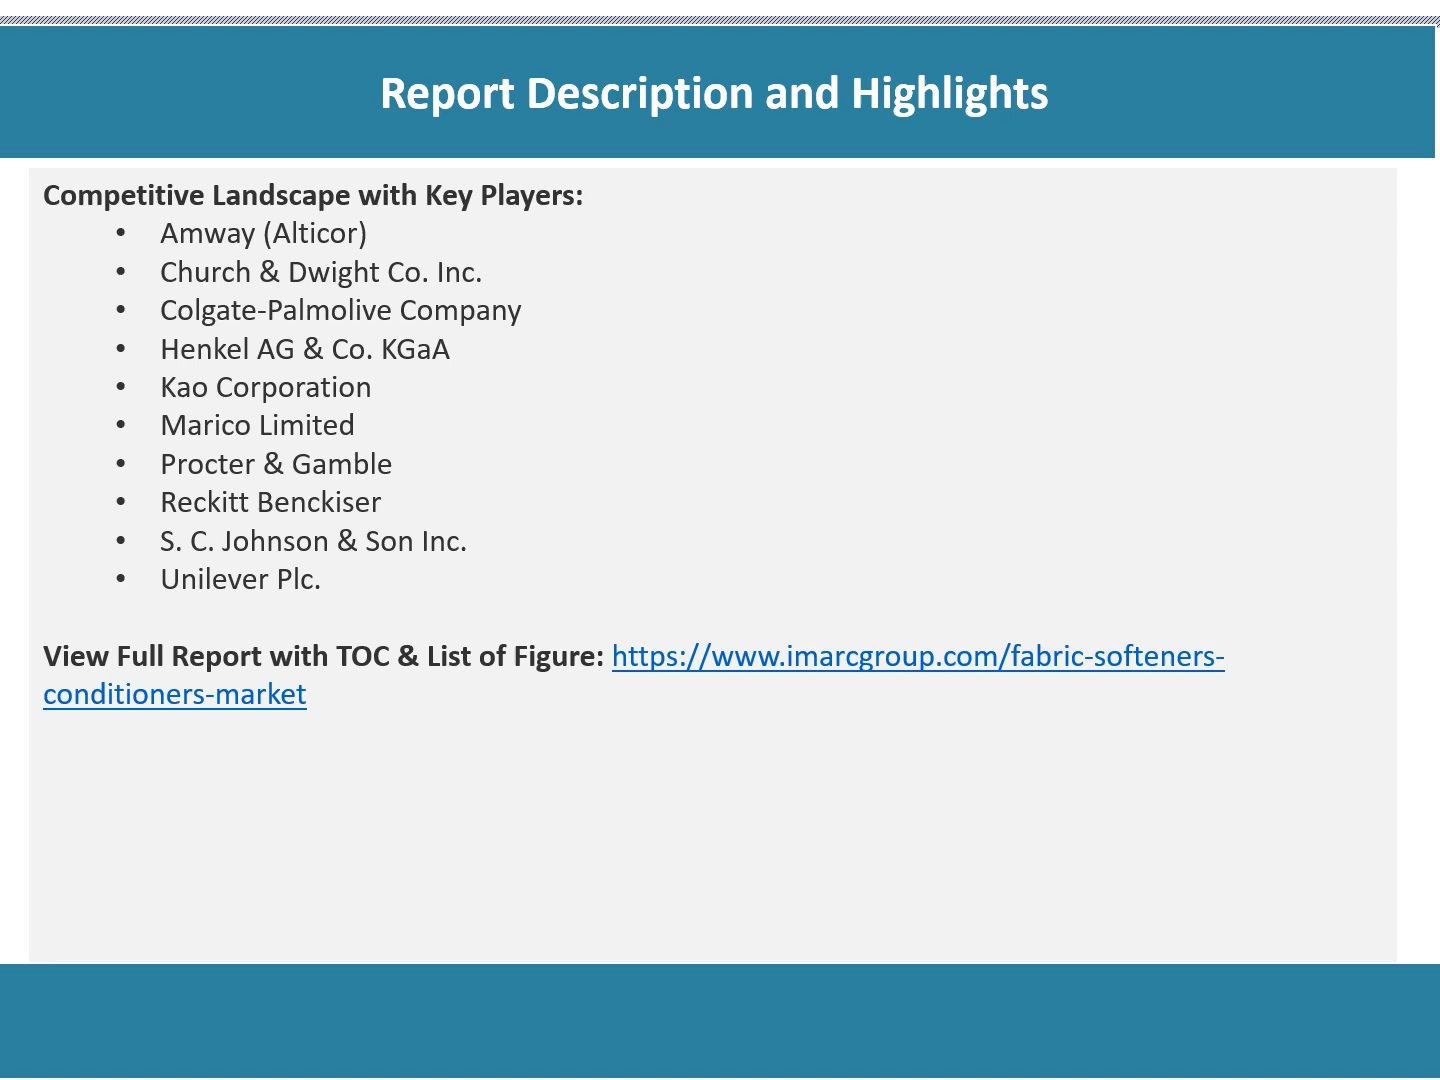 Report Description and Highlights
Competitive Landscape with Key Players:
• Amway (Alticor)
• Church & Dwight Co. Inc.
• Colgate-Palmolive Company
• Henkel AG & Co. KGaA
• Kao Corporation
• Marico Limited
• Procter & Gamble
• Reckitt Benckiser
• S. C. Johnson & Son Inc.
• Unilever Plc.
View Full Report with TOC & List of Figure: https://www.imarcgroup.com/fabric-softeners-
conditioners-market